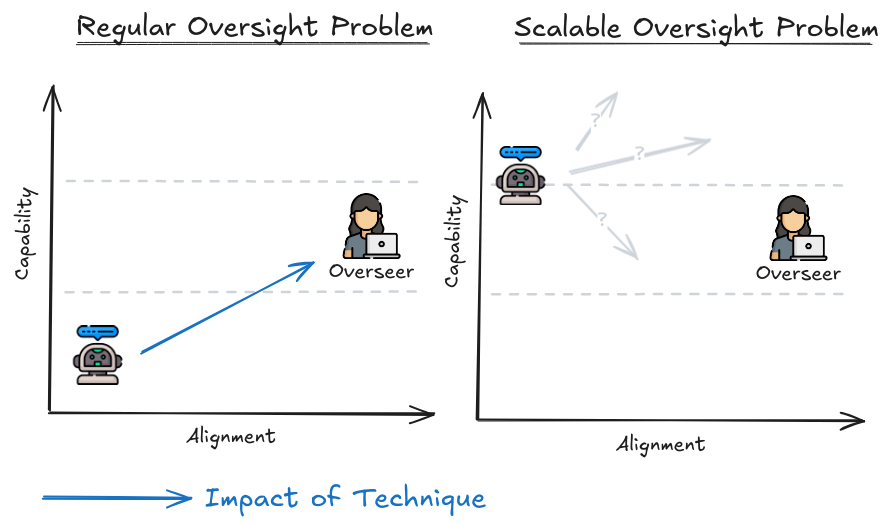 Regular Oversight Problem
Scalable Oversight Problem
Capability
Overseer
Alignment
Capability
?
?
?
Overseer
Alignment
Impact of Technique